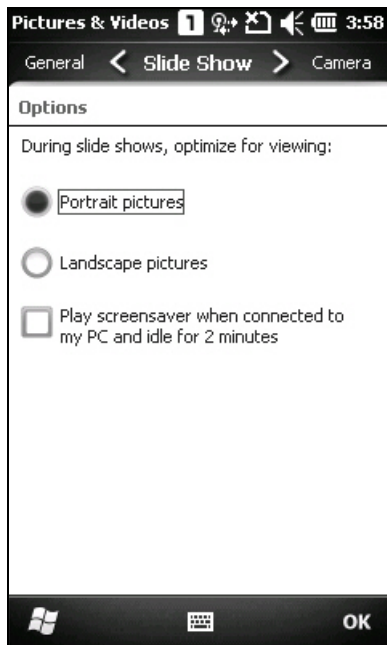 Pictures & Videos 1 3:58
General Slide Show Camera
Options
During slide shows, optimize for viewing:
Portrait pictures
Landscape pictures
Play screensaver when connected to
my PC and idle for 2 minutes
OK